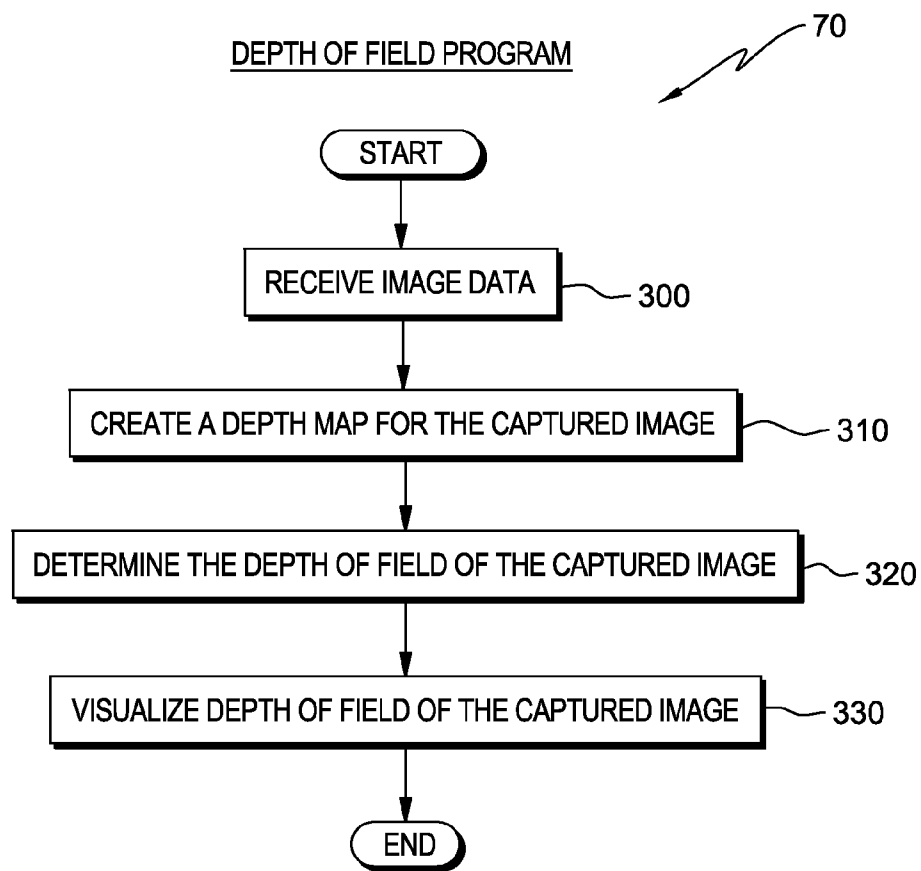 70
DEPTH OF FIELD PROGRAM
START
RECEIVE IMAGE DATA
300
CREATE A DEPTH MAP FOR THE CAPTURED IMAGE
310
DETERMINE THE DEPTH OF FIELD OF THE CAPTURED IMAGE
320
VISUALIZE DEPTH OF FIELD OF THE CAPTURED IMAGE
330
END